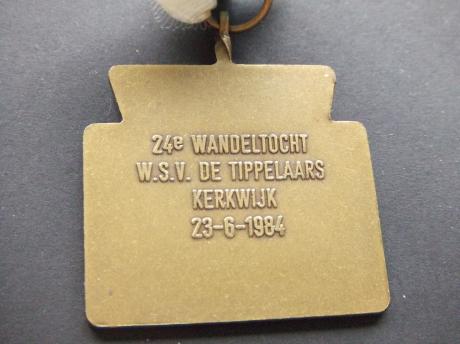 24e WANDELTOCHT
W.S.V. DE TIPPELAARS
KERKWIJK
23-6-1984